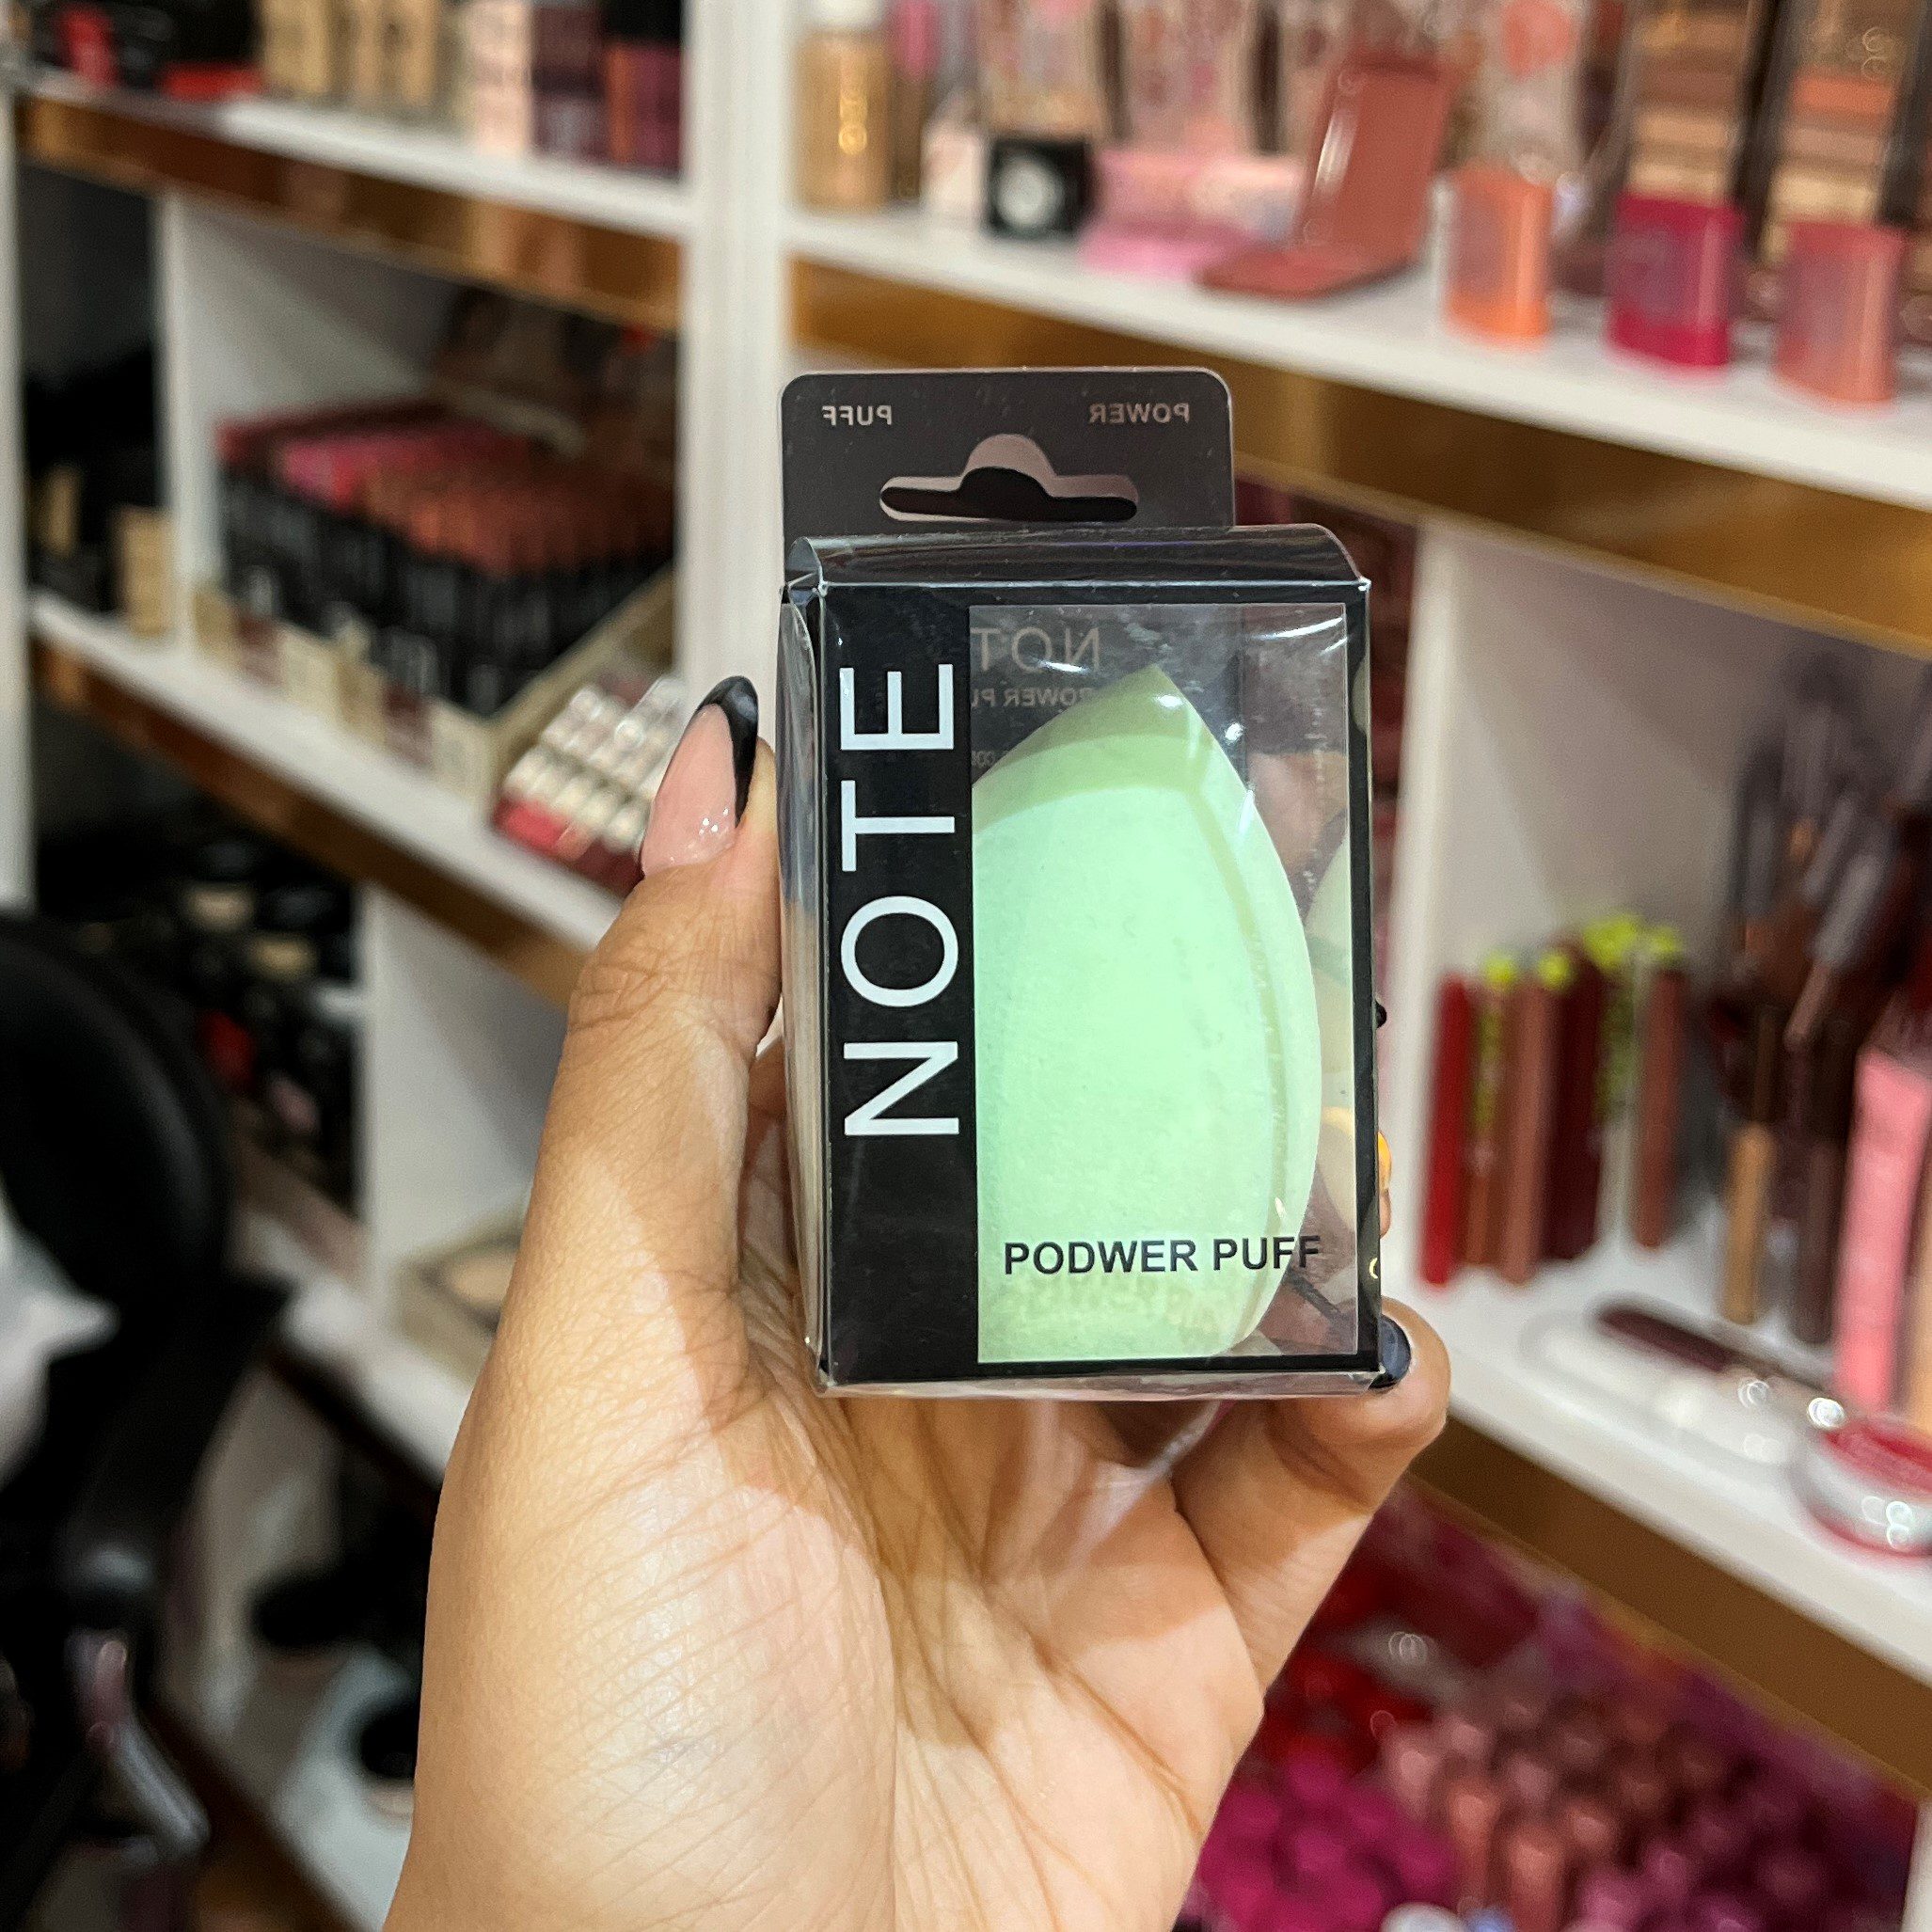 PUFF POWER
NOTE
NOT
POWER PU
PODWER PUFF